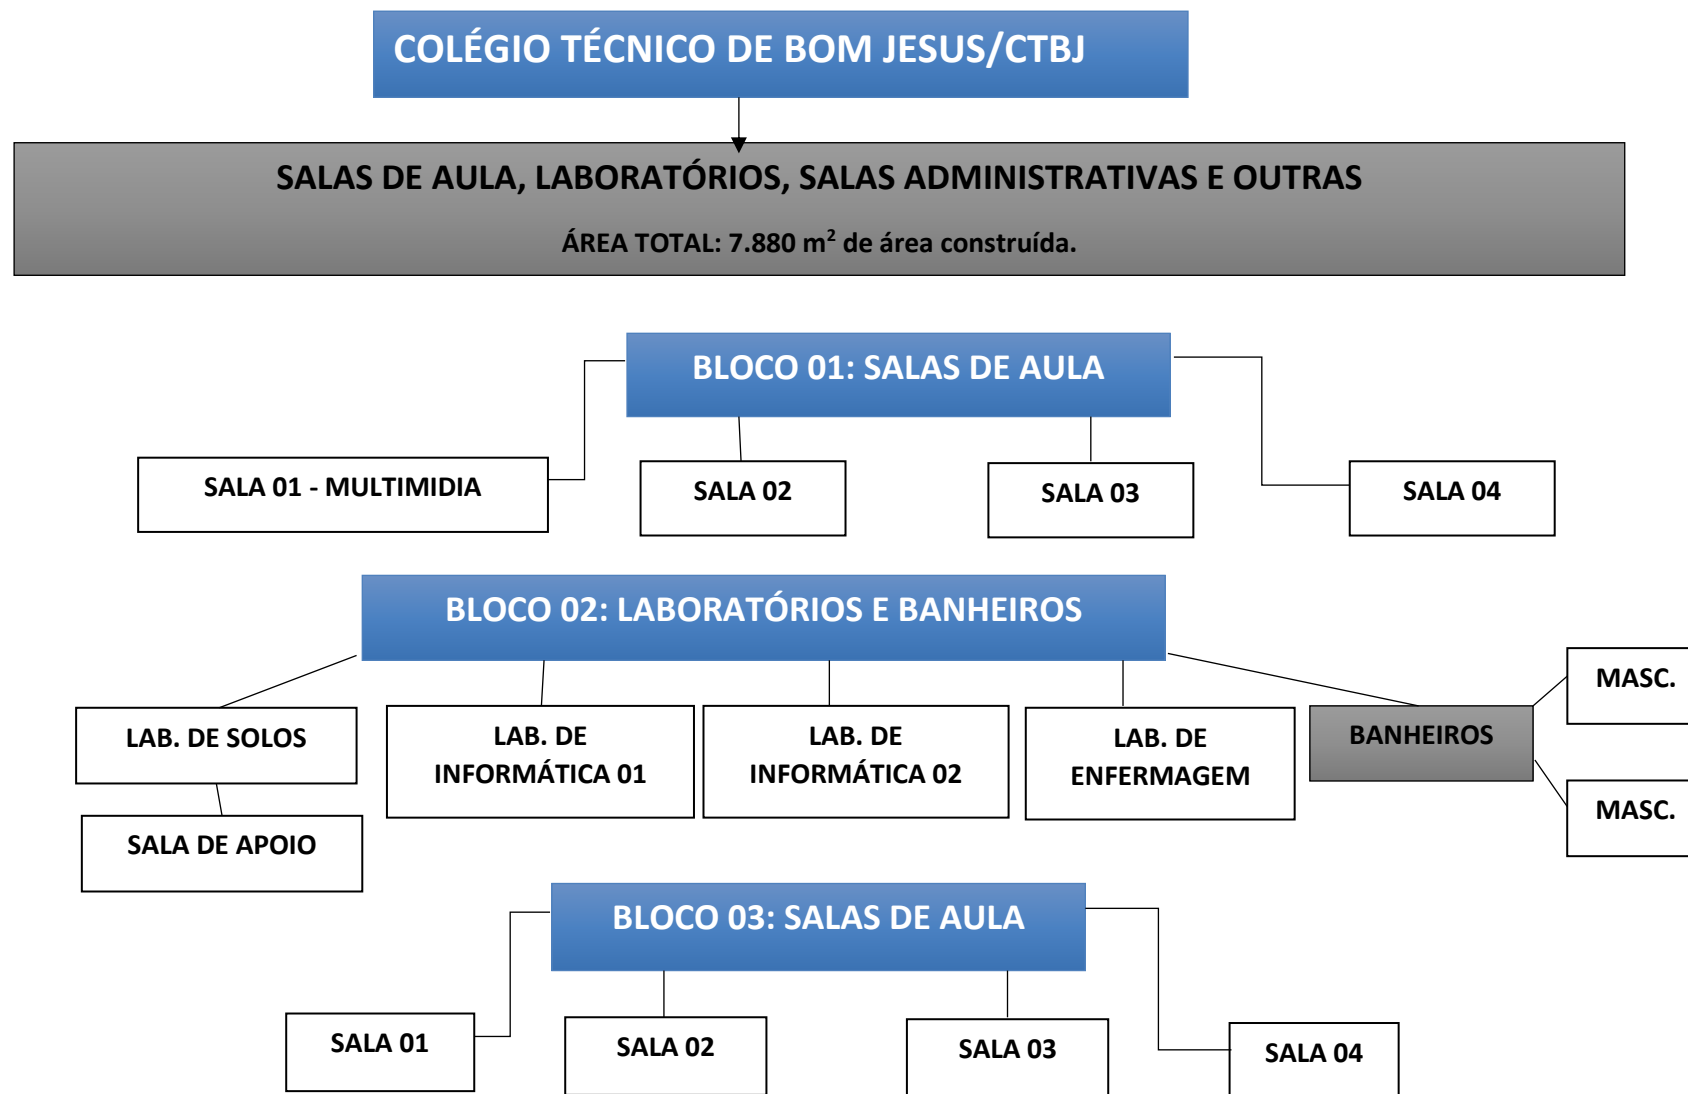 COLÉGIO TÉCNICO DE BOM JESUS/CTBJ
SALAS DE AULA, LABORATÓRIOS, SALAS ADMINISTRATIVAS E OUTRAS
ÁREA TOTAL: 7.880 m² de área construída.
BLOCO 01: SALAS DE AULA
SALA 01 - MULTIMIDIA
SALA 02
SALA 03
SALA 04
BLOCO 02: LABORATÓRIOS E BANHEIROS
LAB. DE SOLOS
LAB. DE
INFORMÁTICA 01
LAB. DE
INFORMÁTICA 02
LAB. DE
ENFERMAGEM
BANHEIROS
MASC.
MASC.
SALA DE APOIO
BLOCO 03: SALAS DE AULA
SALA 01
SALA 02
SALA 03
SALA 04